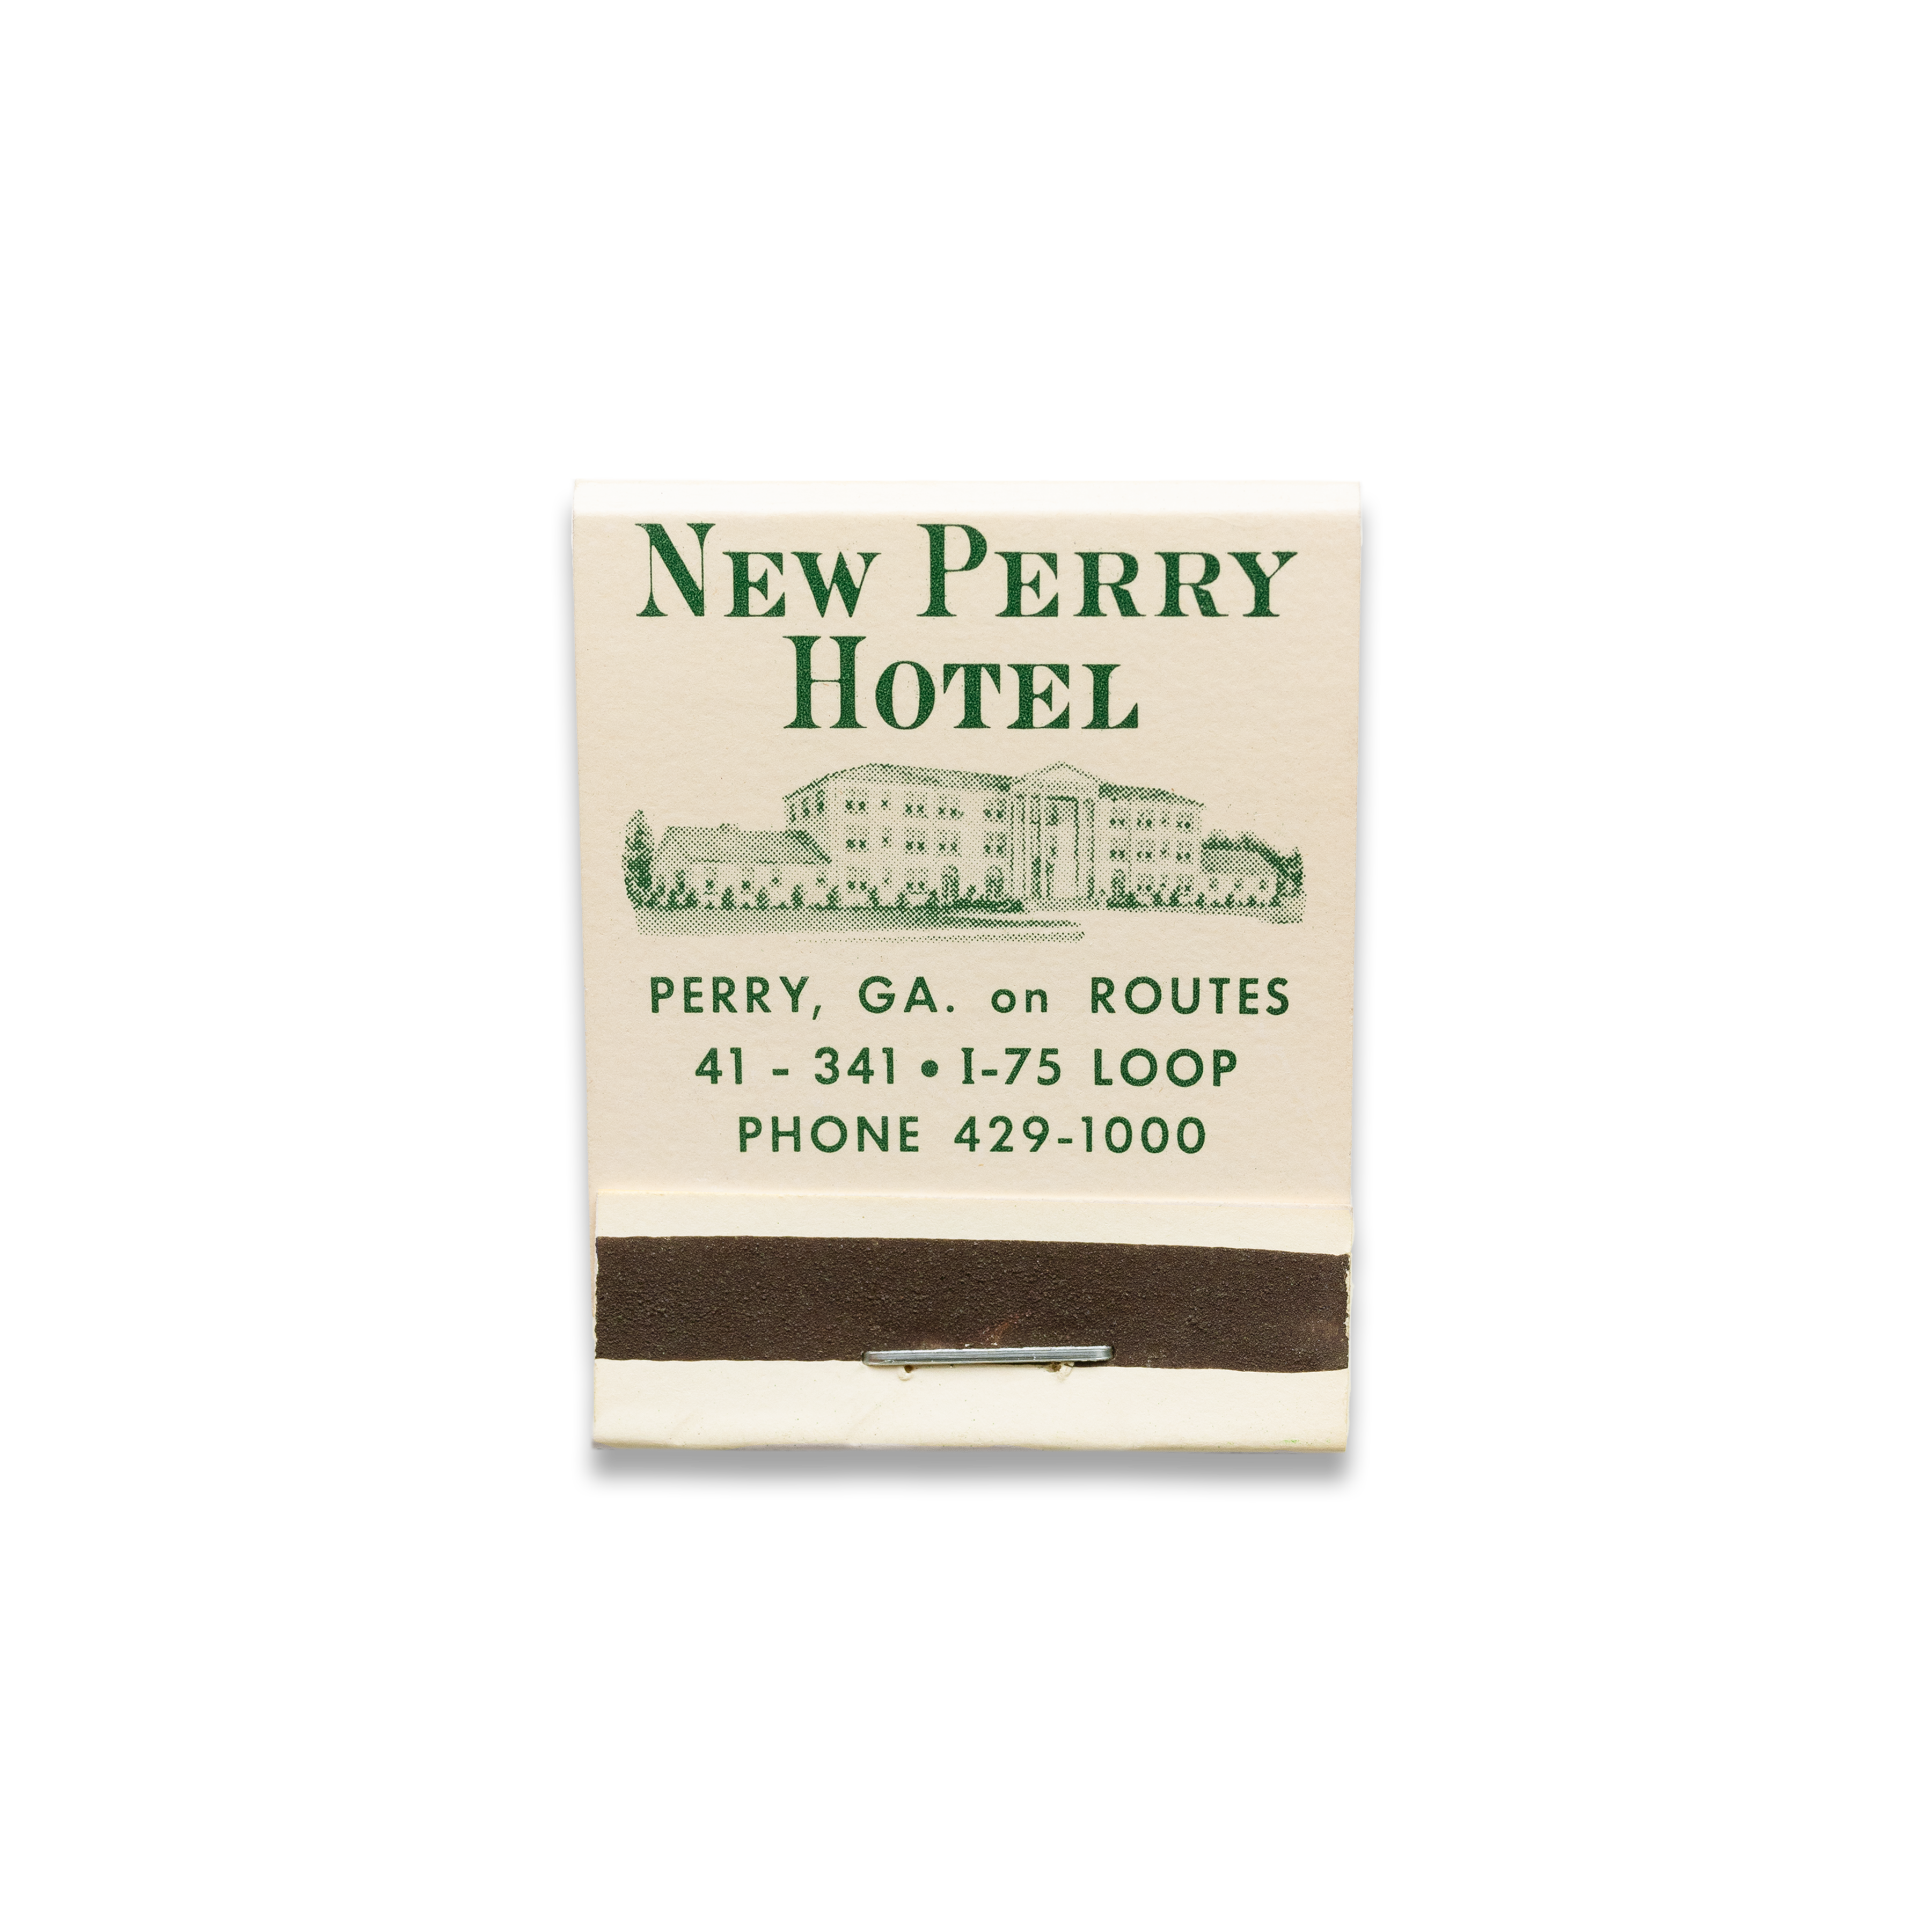 NEW PERRY
HOTEL
PERRY, GA. on ROUTES
41 - 341 • I-75 LOOP
PHONE 429-1000